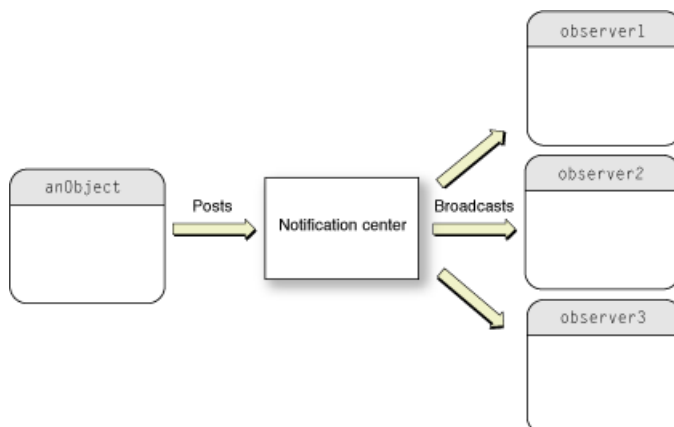 anObject
Posts
Notification center
Broadcasts
observer1
observer2
observer3